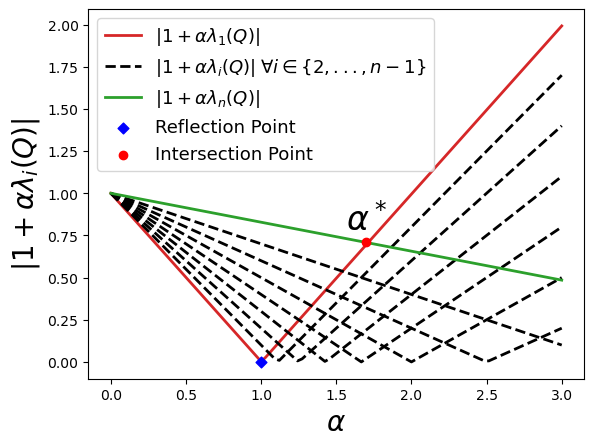 |1 + αλ₁(Q)|
|1 + αλᵢ(Q)| ∀i ∈ {2, ..., n − 1}
|1 + αλₙ(Q)|
Reflection Point
Intersection Point
α*
|1 + αλᵢ(Q)|
2.00
1.75
1.50
1.25
1.00
0.75
0.50
0.25
0.00
0.0 0.5 1.0 1.5 2.0 2.5 3.0
α